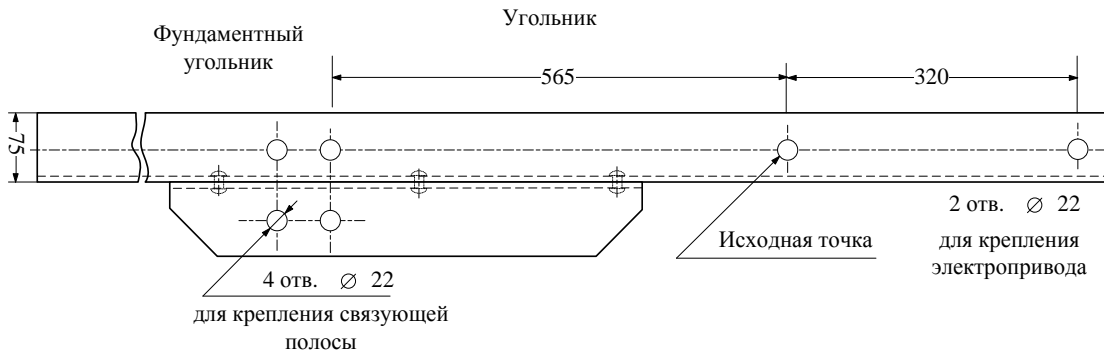 Угольник
Фундаментный
угольник
565
320
75
2 отв. ∅ 22
для крепления
электропривода
Исходная точка
4 отв. ∅ 22
для крепления связующей
полосы